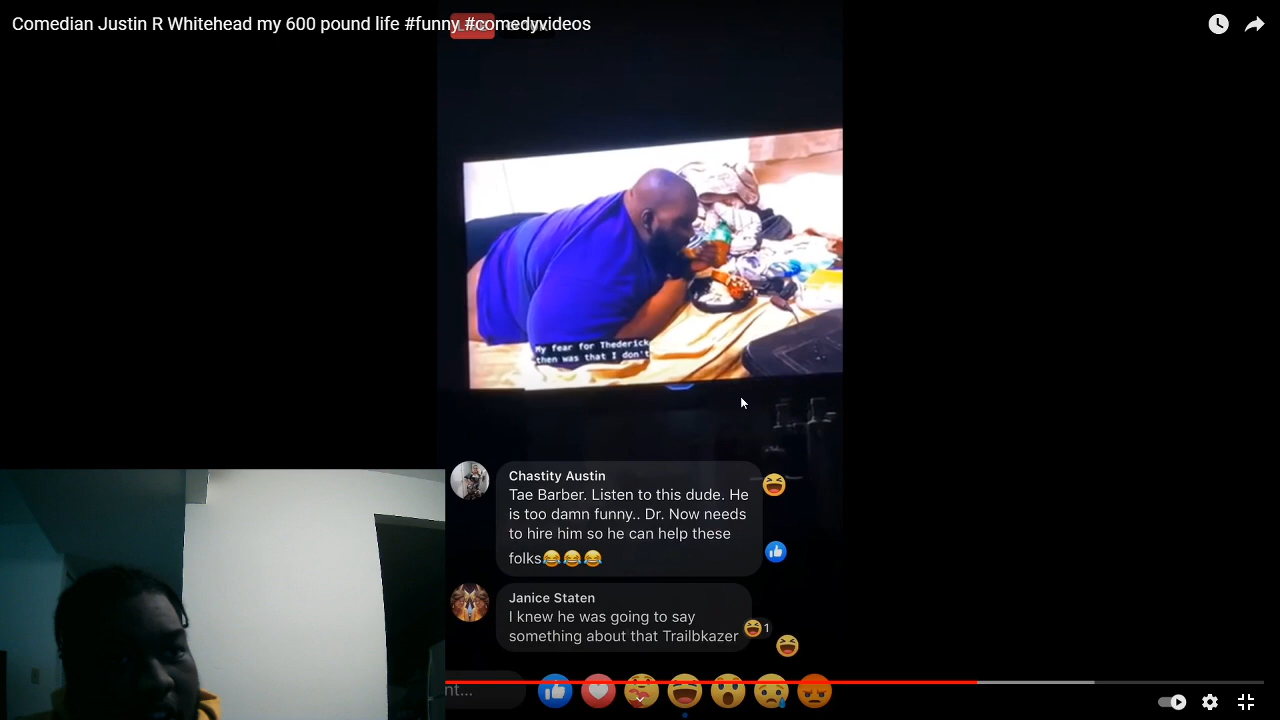 Comedian Justin R Whitehead my 600 pound life #funny #comedyvideos
My fear for Thederick
then was that I don't
Chastity Austin
Tae Barber. Listen to this dude. He
is too damn funny.. Dr. Now needs
to hire him so he can help these
folks😂😂😂
Janice Staten
I knew he was going to say
something about that Trailbkazer
1
nt...